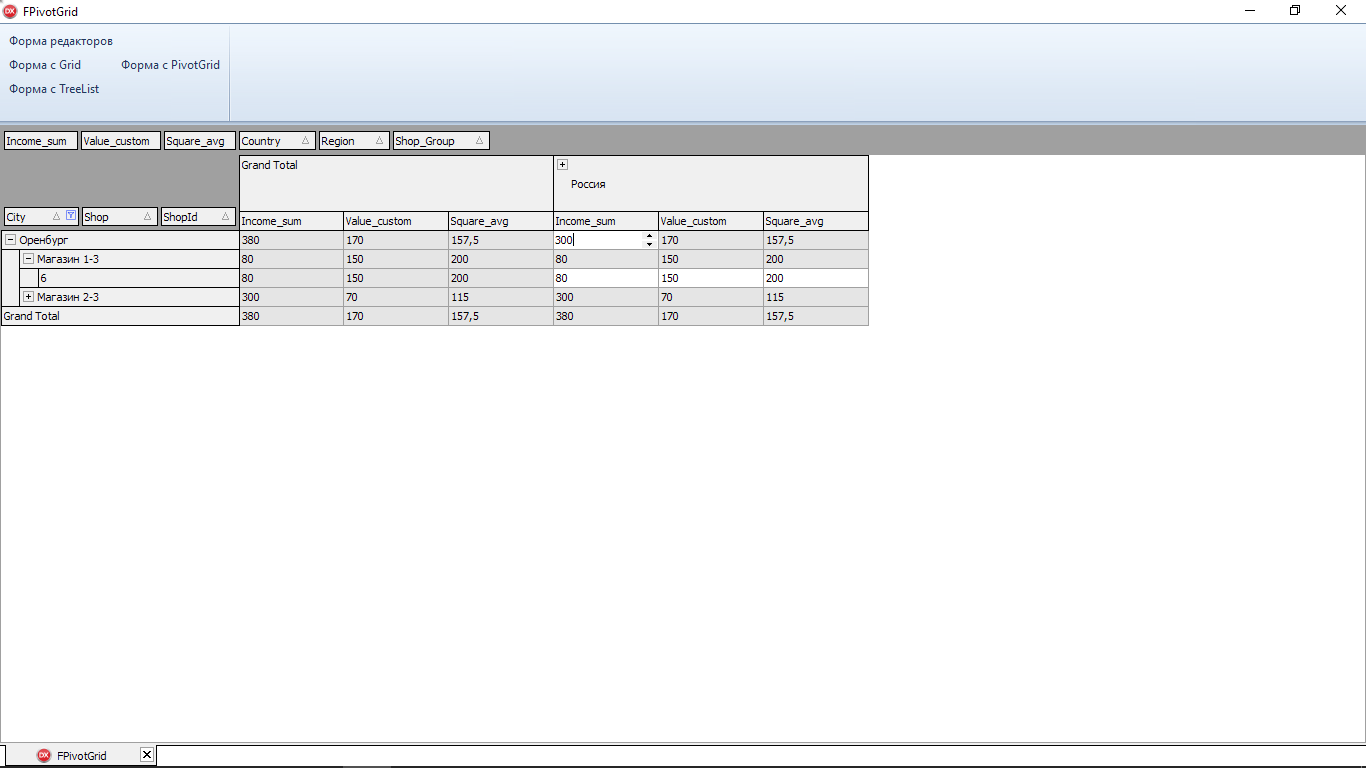 FPivotGrid
Форма редакторов
Форма с Grid Форма с PivotGrid
Форма с TreeList
Income_sum Value_custom Square_avg Country Region Shop_Group
Grand Total
Россия
City Shop ShopId Income_sum Value_custom Square_avg Income_sum Value_custom Square_avg
Оренбург 380 170 157,5 300 170 157,5
Магазин 1-3 80 150 200 80 150 200
6 80 150 200 80 150 200
Магазин 2-3 300 70 115 300 70 115
Grand Total 380 170 157,5 380 170 157,5
FPivotGrid